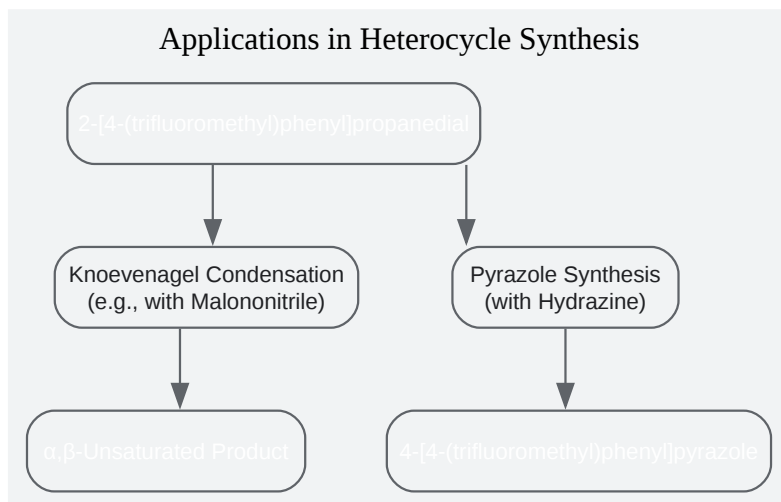 Applications in Heterocycle Synthesis
2-[4-(trifluoromethyl)phenyl]propanedial
Knoevenagel Condensation
(e.g., with Malononitrile)
Pyrazole Synthesis
(with Hydrazine)
α,β-Unsaturated Product
4-[4-(trifluoromethyl)phenyl]pyrazole